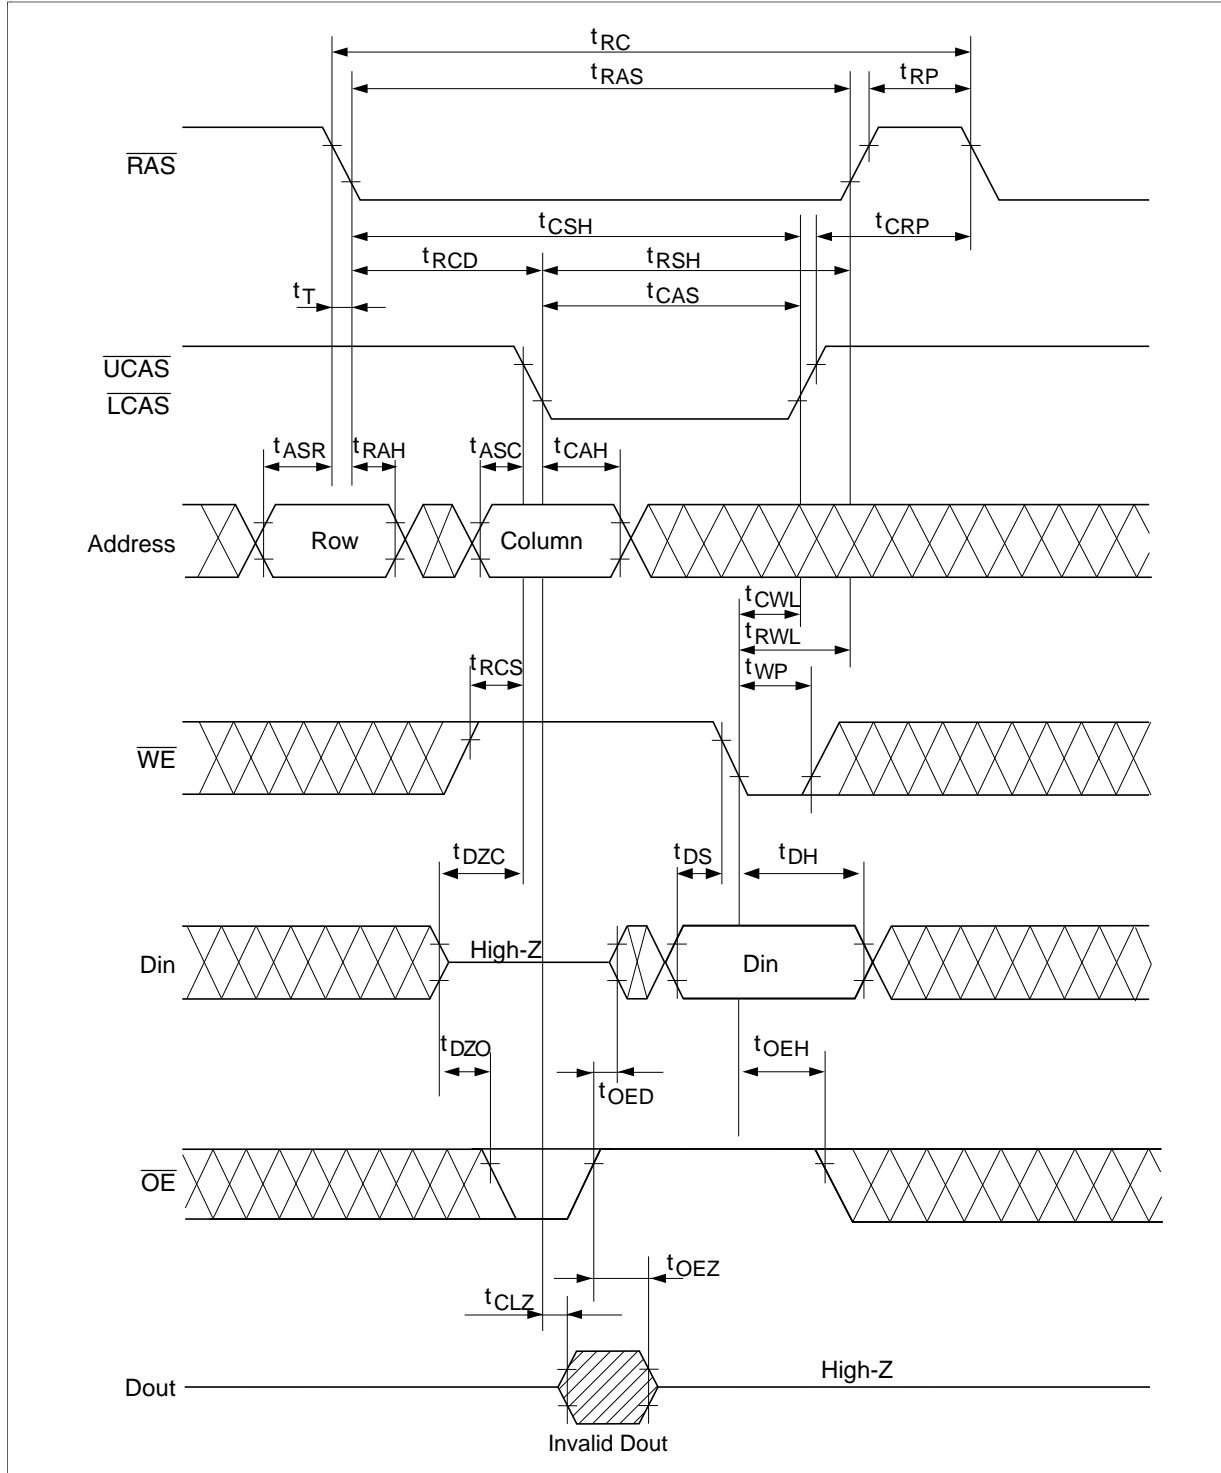 tRC
tRAS
tRP
RAS
tCSH
tCRP
tRCD
tRSH
tT
tCAS
UCAS
LCAS
tASR
tRAH
tASC
tCAH
Address
Row
Column
tCWL
tRWL
tRCS
tWP
WE
tDZC
tDS
tDH
Din
High-Z
Din
tDZO
tOED
tOEH
OE
tOEZ
tCLZ
Dout
High-Z
Invalid Dout